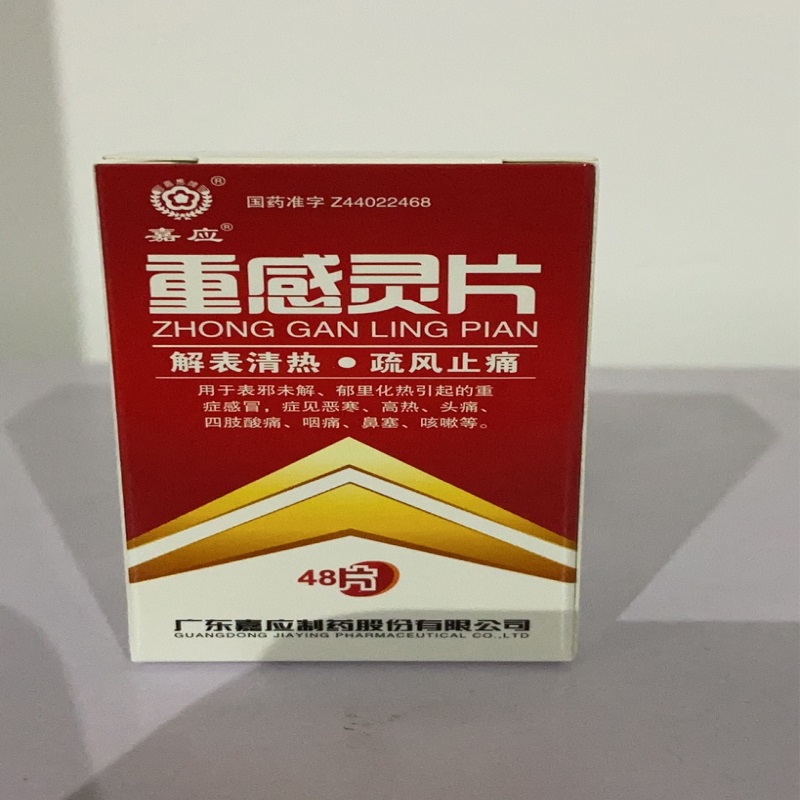 国药准字 Z44022468
嘉应®
重感灵片
ZHONG GAN LING PIAN
解表清热 • 疏风止痛
用于表邪未解、郁里化热引起的重
症感冒，症见恶寒、高热、头痛、
四肢酸痛、咽痛、鼻塞、咳嗽等。
48片
广东嘉应制药股份有限公司
GUANGDONG JIAYING PHARMACEUTICAL CO.,LTD